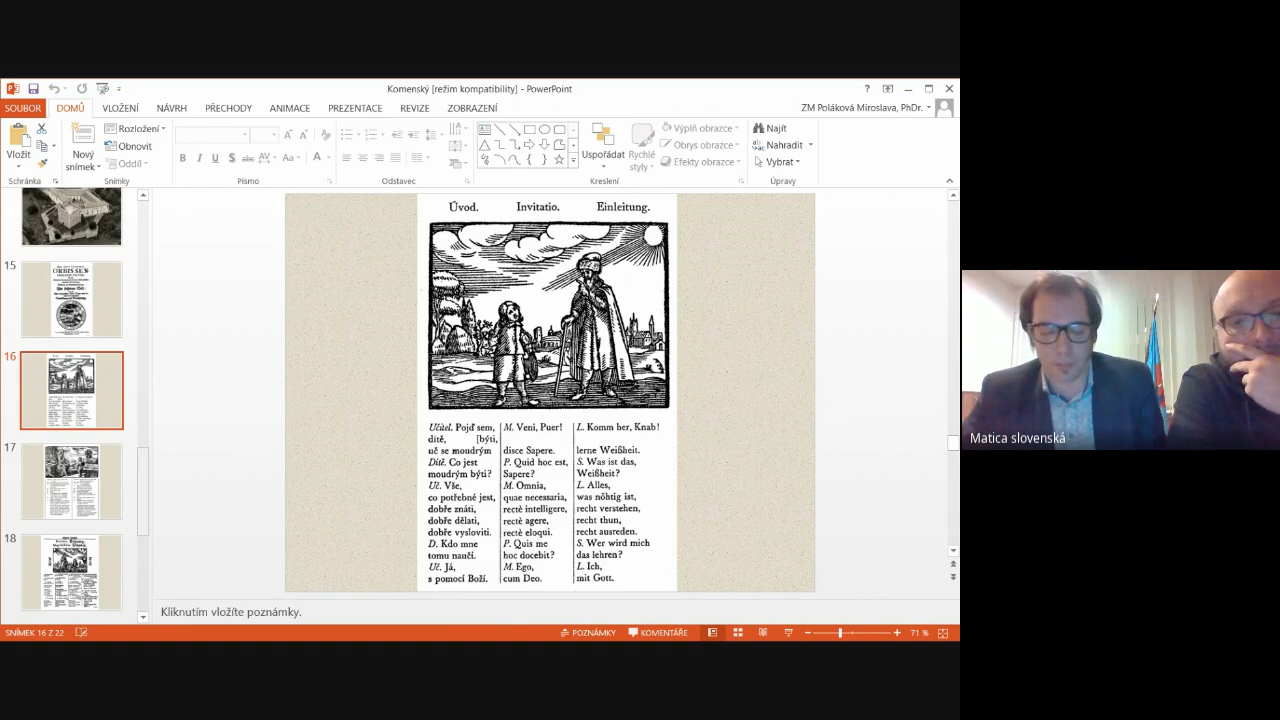 Komenský [režim kompatibility] - PowerPoint
SOUBOR DOMŮ VLOŽENÍ NÁVRH PŘECHODY ANIMACE PREZENTACE REVIZE ZOBRAZENÍ ZM Poláková Miroslava, PhDr.
Vložit
Nový snímek
Rozložení
Obnovit
Oddíl
Uspořádat
Rychlé styly
Výplň obrazce
Obrys obrazce
Efekty obrazce
Najít
Nahradit
Vybrat
Schránka Snímky Písmo Odstavec Kreslení Úpravy
15
ORBIS SEN-
16
17
18
Úvod. Invitatio. Einleitung.
Učitel. Pojď sem,
dítě, [býti,
uč se moudrým
Dítě. Co jest
moudrým býti?
Uč. Vše,
co potřebné jest,
dobře znáti,
dobře dělati,
dobře vysloviti.
D. Kdo mne
tomu naučí.
Uč. Já,
s pomocí Boží.
M. Veni, Puer!
disce Sapere.
P. Quid hoc est,
Sapere?
M. Omnia,
quae necessaria,
rectè intelligere,
rectè agere,
rectè eloqui.
P. Quis me
hoc docebit?
M. Ego,
cum Deo.
L. Komm her, Knab!
lerne Weißheit.
S. Was ist das,
Weißheit?
L. Alles,
was nöhtig ist,
recht verstehen,
recht thun,
recht ausreden.
S. Wer wird mich
das lehren?
L. Ich,
mit Gott.
Kliknutím vložíte poznámky.
SNÍMEK 16 Z 22 POZNÁMKY KOMENTÁŘE 71 %
Matica slovenská